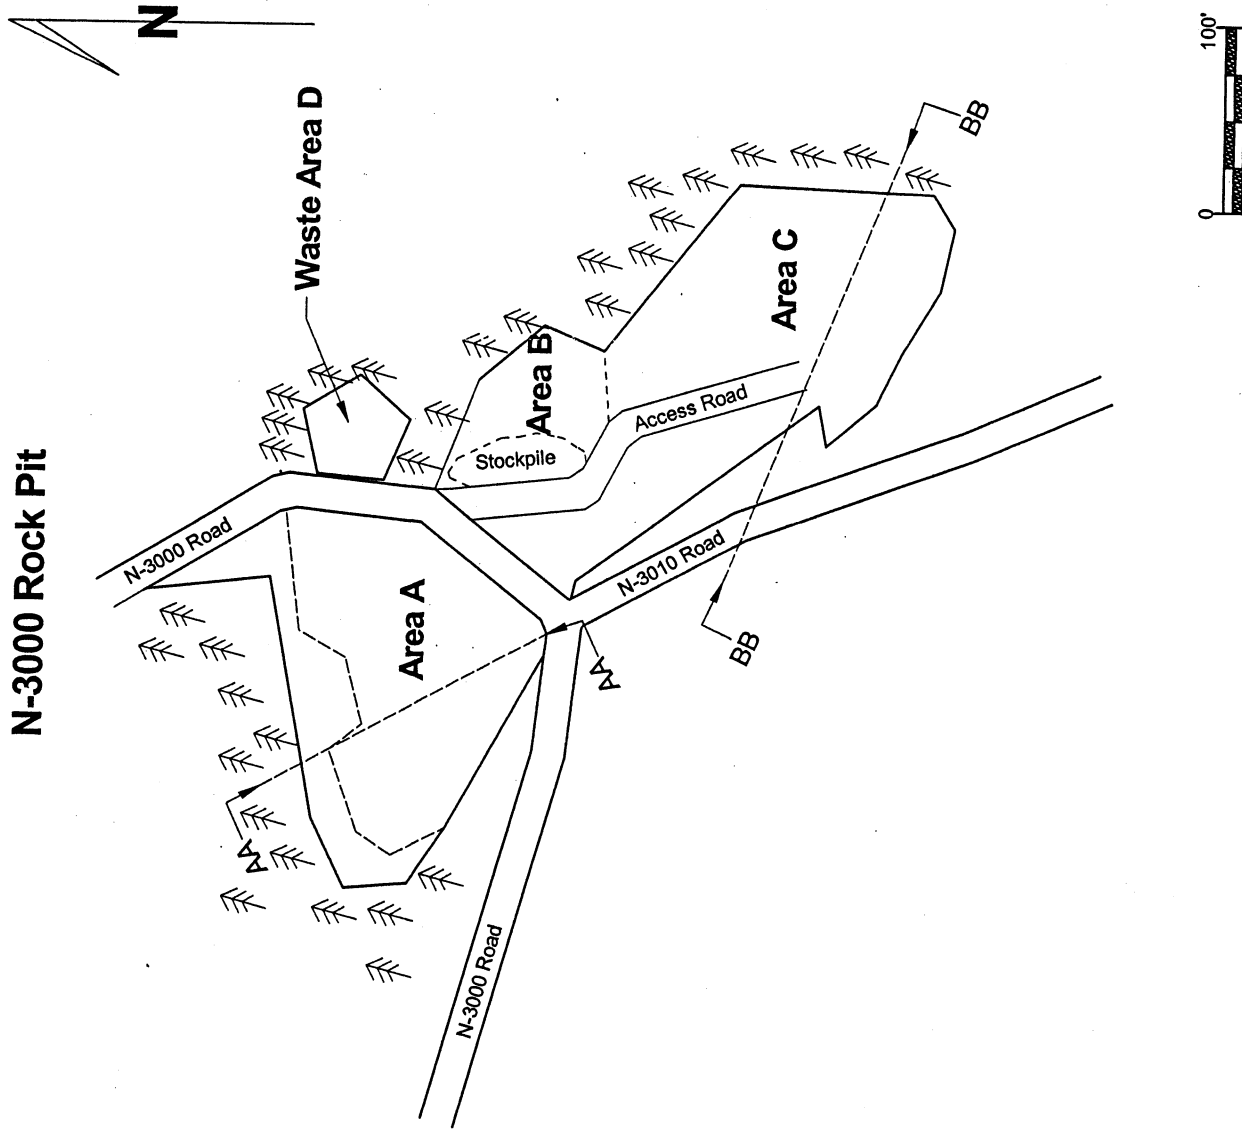 N-3000 Rock Pit
N
Waste Area D
N-3000 Road
Area A
Area B
Stockpile
Access Road
Area C
N-3010 Road
N-3000 Road
AA
AA
BB
BB
0
100'